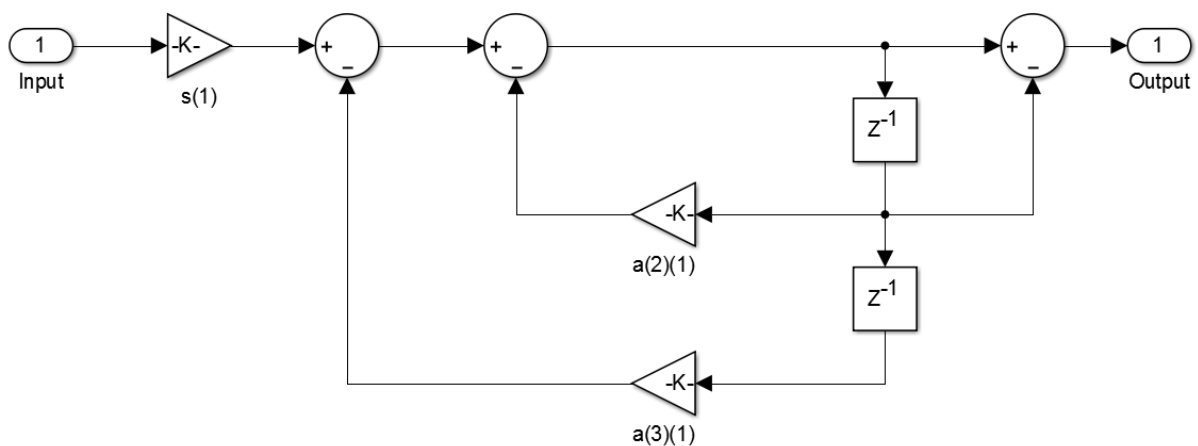 1
Input
-K-
s(1)
+
−
+
−
+
−
1
Output
Z-1
-K-
a(2)(1)
Z-1
-K-
a(3)(1)